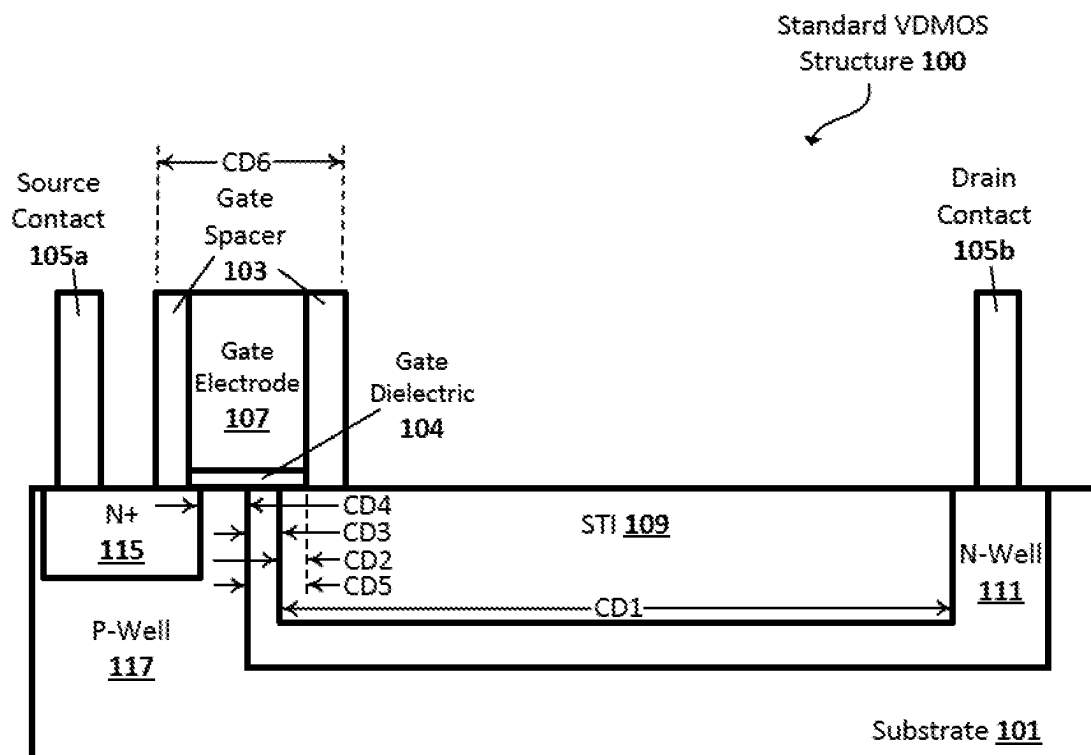 Standard VDMOS
Structure 100
CD6
Source
Contact
105a
Gate
Spacer
103
Drain
Contact
105b
Gate
Electrode
107
Gate
Dielectric
104
N+
115
CD4
CD3
CD2
CD5
STI 109
N-Well
111
CD1
P-Well
117
Substrate 101